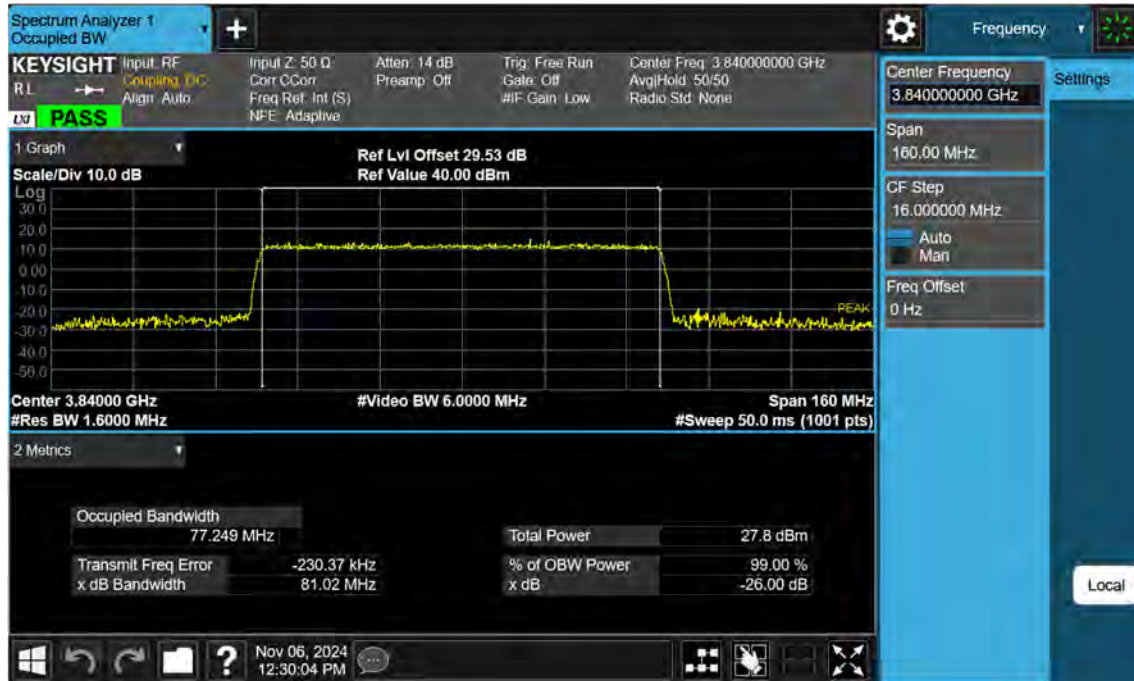 Spectrum Analyzer 1
Occupied BW
+
Frequency
KEYSIGHT
RL
LXI PASS
Input: RF
Coupling: DC
Align: Auto
Input Z: 50 Ω
Corr CCorr
Freq Ref: Int (S)
NFE: Adaptive
Atten: 14 dB
Preamp: Off
Trig: Free Run
Gate: Off
#IF Gain: Low
Center Freq: 3.840000000 GHz
Avg|Hold: 50/50
Radio Std: None
Center Frequency
3.840000000 GHz
Settings
Span
160.00 MHz
CF Step
16.000000 MHz
Auto
Man
Freq Offset
0 Hz
Local
1 Graph
Scale/Div 10.0 dB
Ref Lvl Offset 29.53 dB
Ref Value 40.00 dBm
Log
30.0
20.0
10.0
0.00
-10.0
-20.0
-30.0
-40.0
-50.0
PEAK
Center 3.84000 GHz
#Video BW 6.0000 MHz
Span 160 MHz
#Res BW 1.6000 MHz
#Sweep 50.0 ms (1001 pts)
2 Metrics
Occupied Bandwidth
77.249 MHz
Total Power 27.8 dBm
Transmit Freq Error -230.37 kHz
% of OBW Power 99.00 %
x dB Bandwidth 81.02 MHz
x dB -26.00 dB
?
Nov 06, 2024
12:30:04 PM